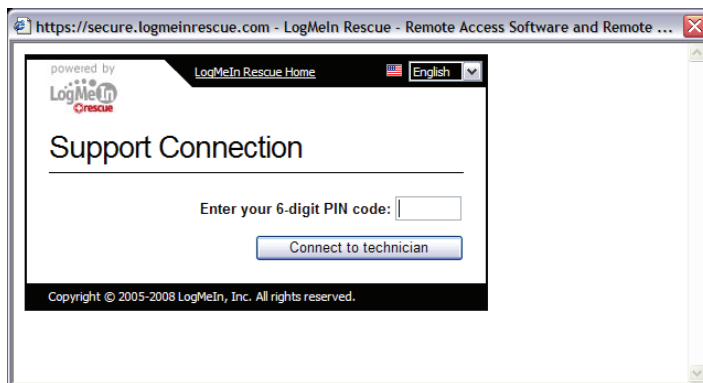 https://secure.logmeinrescue.com - LogMeIn Rescue - Remote Access Software and Remote ...
powered by
LogMeIn
rescue
LogMeIn Rescue Home
English
Support Connection
Enter your 6-digit PIN code:
Connect to technician
Copyright © 2005-2008 LogMeIn, Inc. All rights reserved.